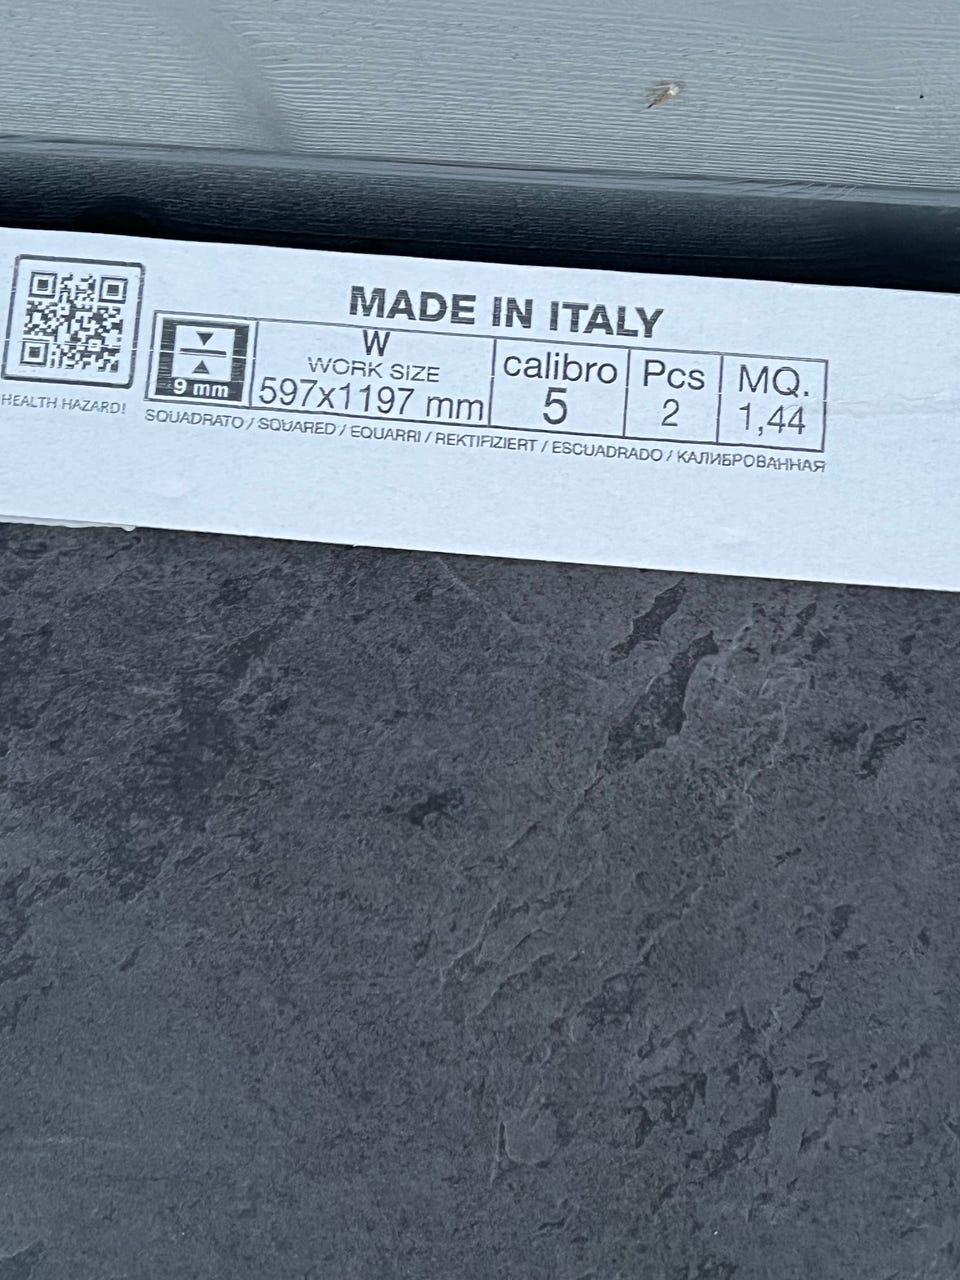 MADE IN ITALY
W
WORK SIZE
597x1197 mm
calibro
5
Pcs
2
MQ.
1,44
9 mm
HEALTH HAZARD!
SQUADRATO / SQUARED / EQUARRI / REKTIFIZIERT / ESCUADRADO / КАЛИБРОВАННАЯ